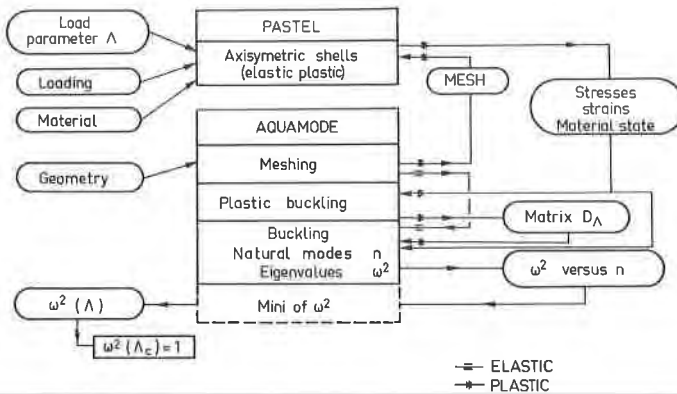 Load
parameter Λ
Loading
Material
Geometry
PASTEL
Axisymetric shells
(elastic plastic)
MESH
Stresses
strains
Material state
AQUAMODE
Meshing
Plastic buckling
Matrix D_Λ
Buckling
Natural modes n
Eigenvalues ω²
ω² versus n
ω² (Λ)
Mini of ω²
ω² (Λ_c) = 1
ELASTIC
PLASTIC